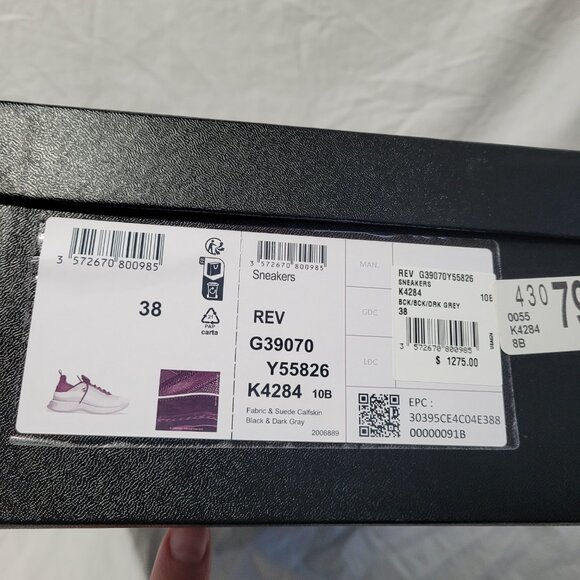 3 572670 800985
38
21
PAP
carta
3 572670 800985
Sneakers
REV
G39070
Y55826
K4284 10B
Fabric & Suede Calfskin
Black & Dark Gray
2006889
MAN.
GDC
LDC
REV G39070Y55826
SNEAKERS
K4284 10B
BCK/BCK/DRK GREY
38
3 572670 800985
$ 1275.00
EPC :
30395CE4C04E388
00000091B
430 79
0055
K4284
8B